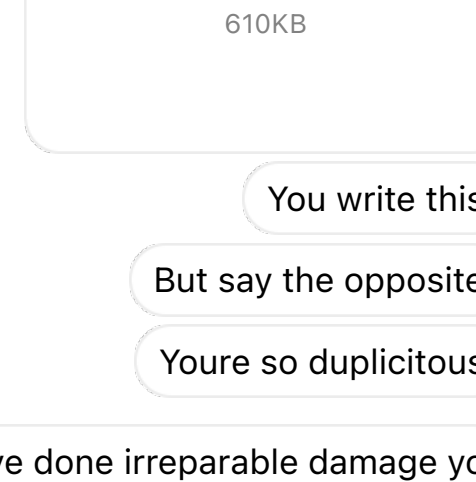 610KB
You write this
But say the opposite
Youre so duplicitous
done irreparable damage